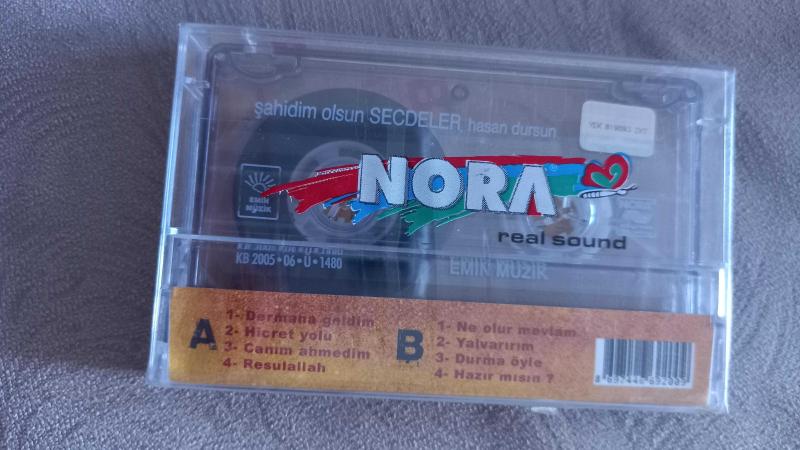 şahidim olsun SECDELER, hasan dursun
NORA
EMİN
MÜZİK
real sound
KB 2005•06•Ü•1480
EMİN MÜZİK
A
1- Dermana geldim
2- Hicret yolu
3- Canım ahmedim
4- Resulallah
B
1- Ne olur mevlam
2- Yalvarırım
3- Durma öyle
4- Hazır mısın ?